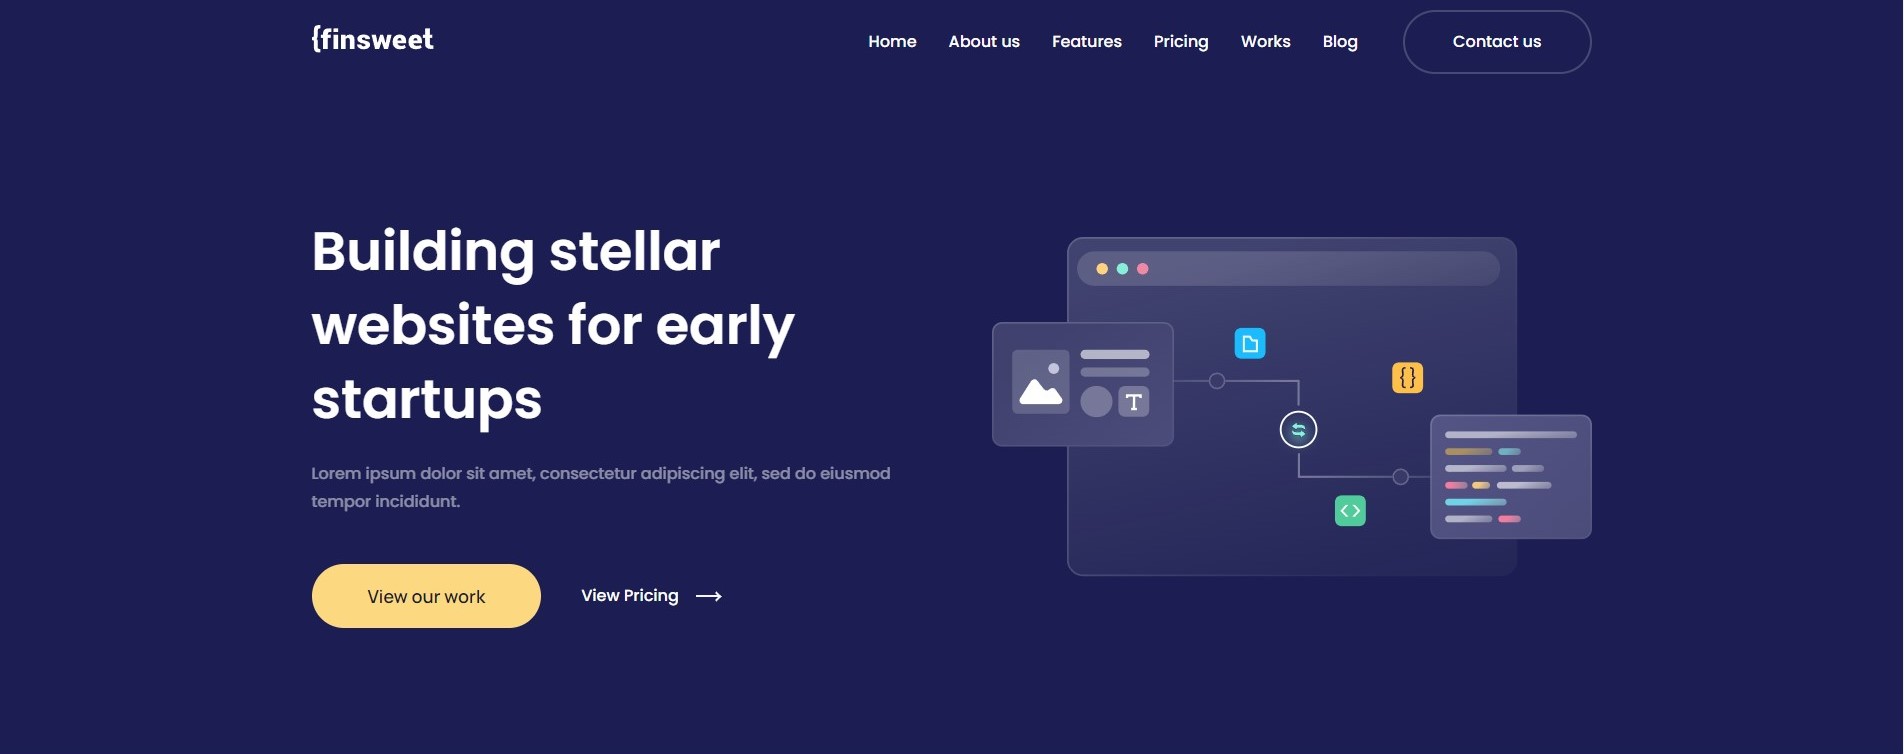 {finsweet
Home About us Features Pricing Works Blog Contact us
Building stellar
websites for early
startups
Lorem ipsum dolor sit amet, consectetur adipiscing elit, sed do eiusmod
tempor incididunt.
View our work View Pricing
T
{}
<>